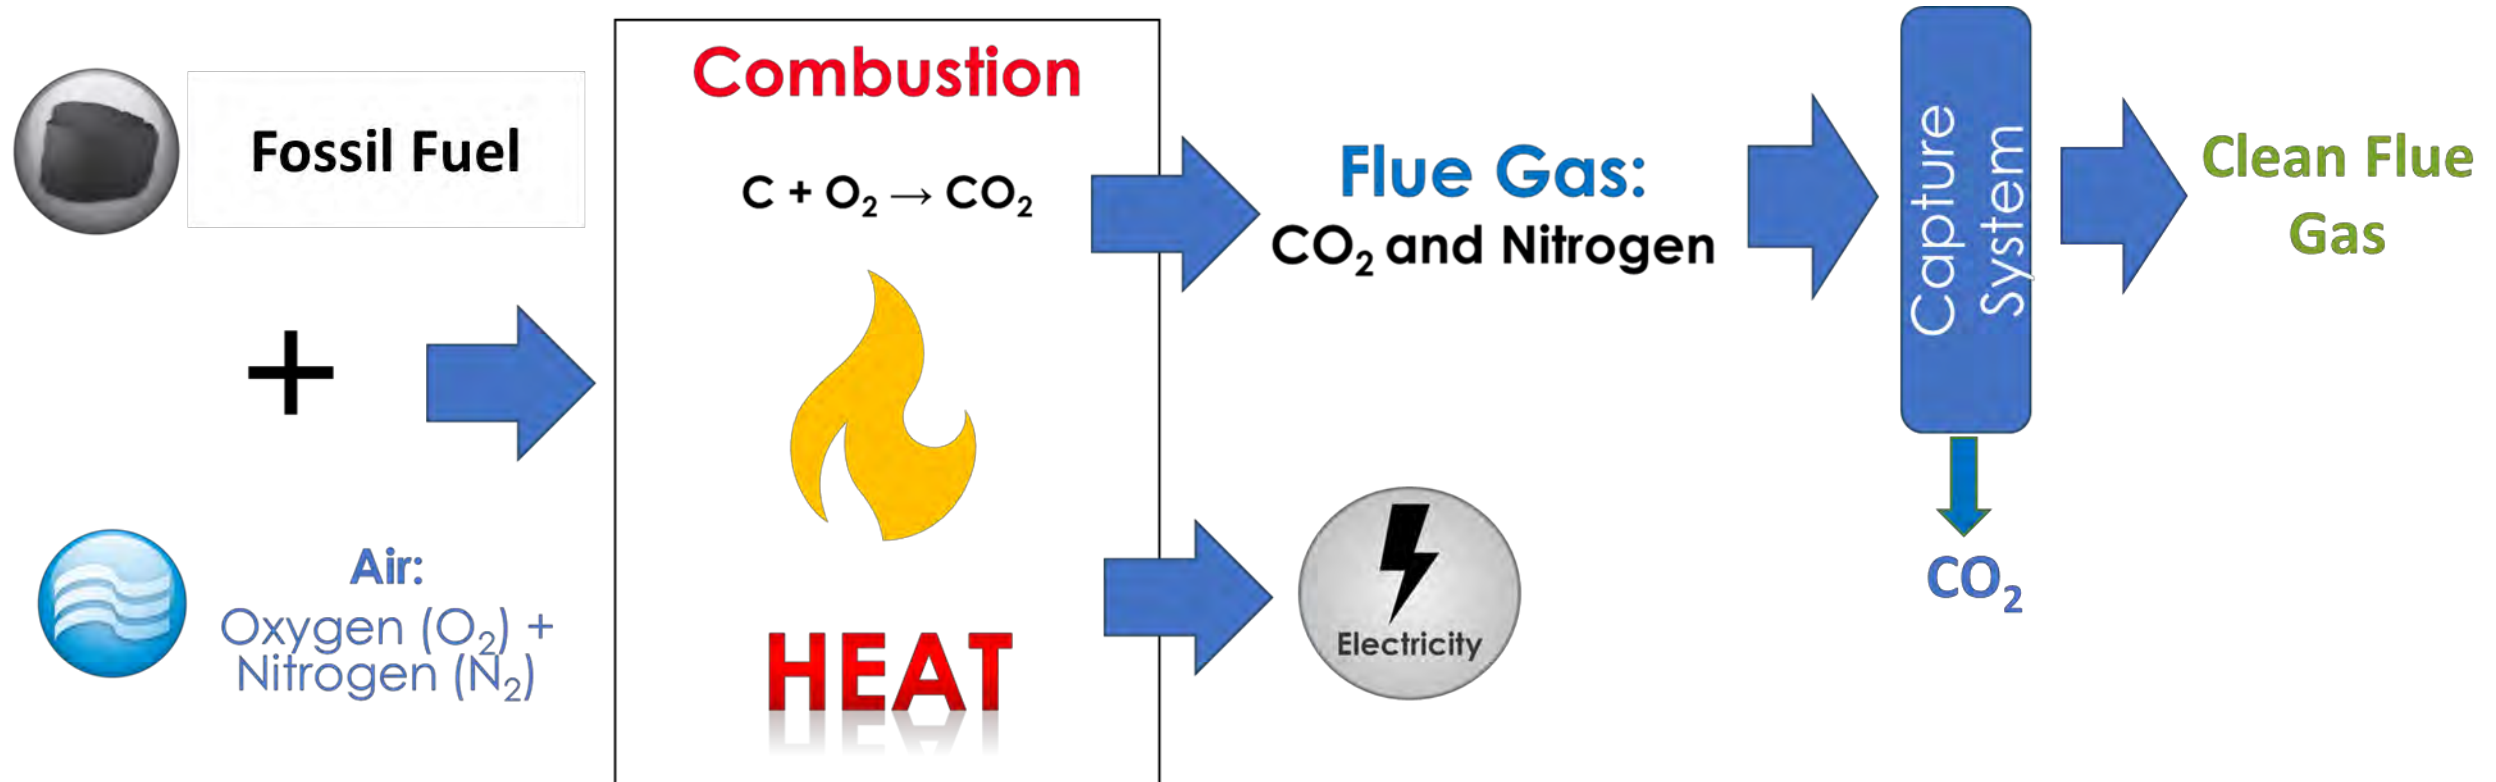 Fossil Fuel
Air:
Oxygen (O₂) +
Nitrogen (N₂)
Combustion
C + O₂ → CO₂
HEAT
Flue Gas:
CO₂ and Nitrogen
Electricity
Capture
System
CO₂
Clean Flue
Gas